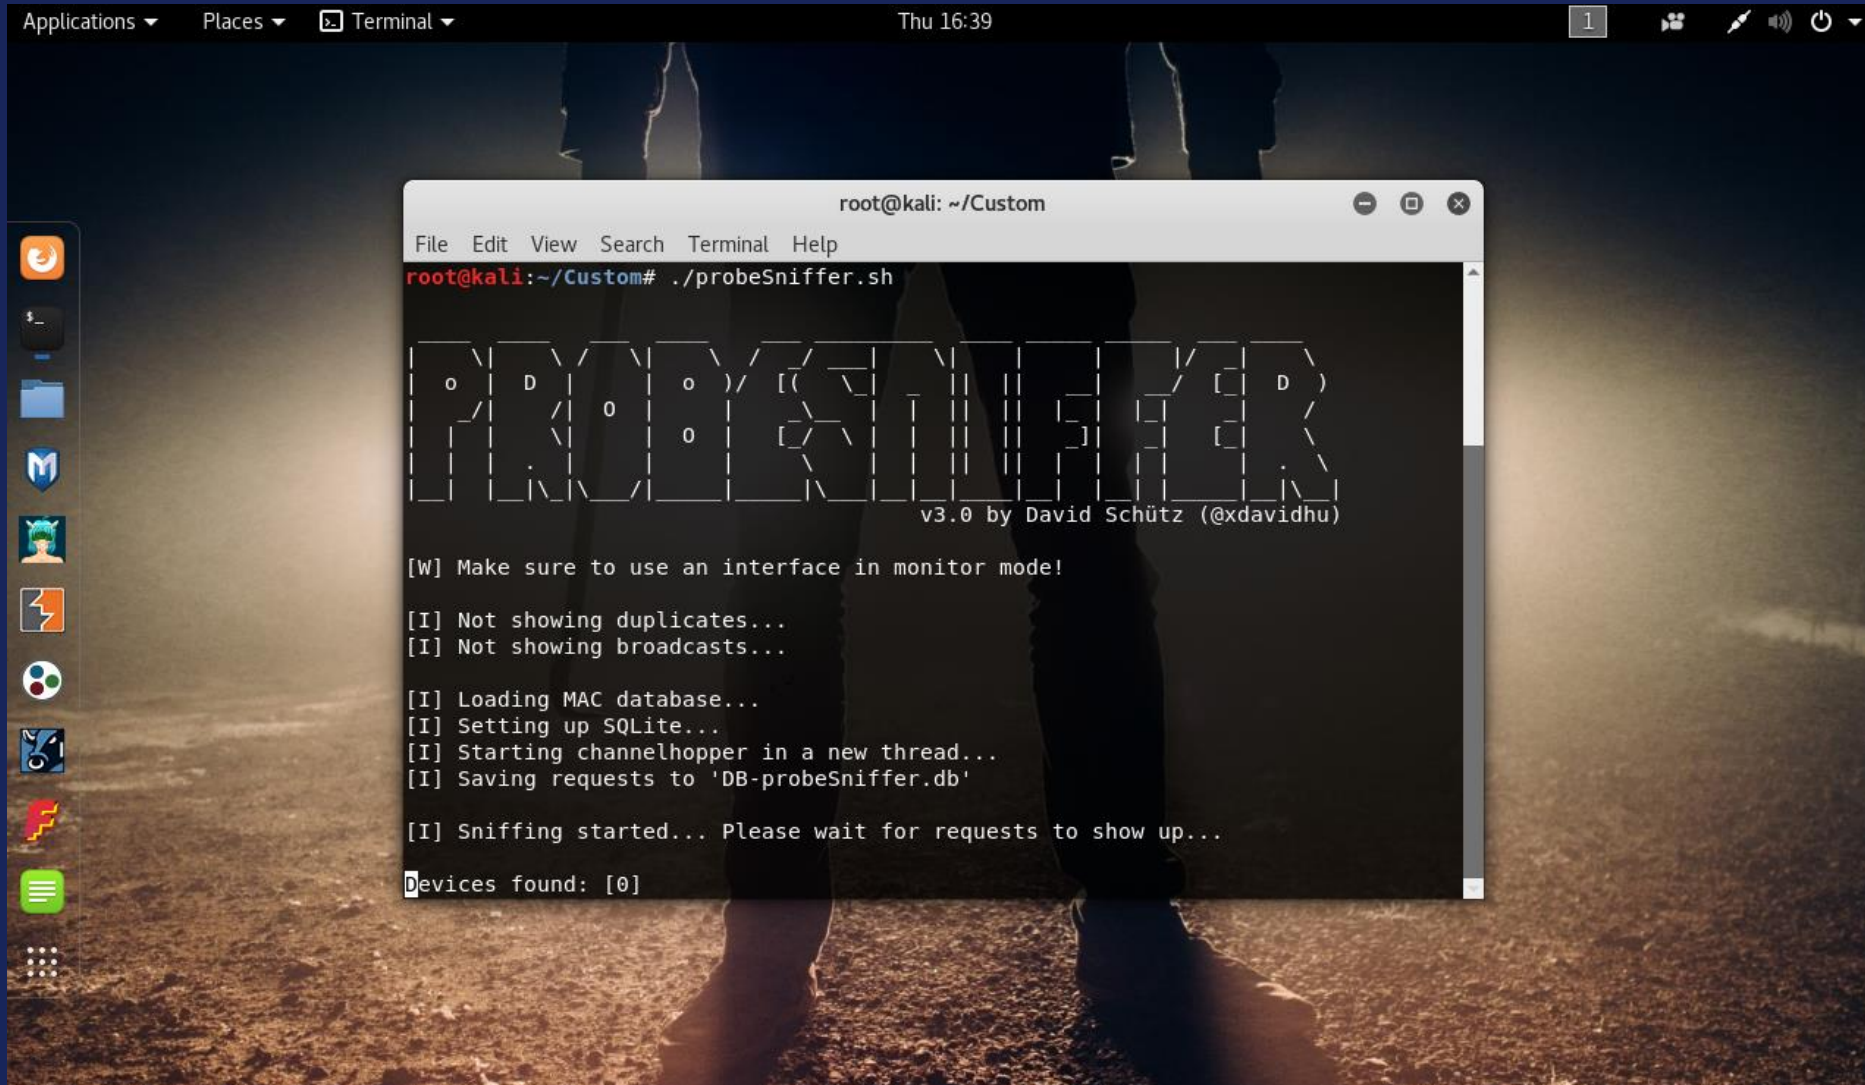 Applications Places Terminal Thu 16:39 1
root@kali: ~/Custom
File Edit View Search Terminal Help
root@kali:~/Custom# ./probeSniffer.sh
PROBESNIFFER
v3.0 by David Schütz (@xdavidhu)
[W] Make sure to use an interface in monitor mode!
[I] Not showing duplicates...
[I] Not showing broadcasts...
[I] Loading MAC database...
[I] Setting up SQLite...
[I] Starting channelhopper in a new thread...
[I] Saving requests to 'DB-probeSniffer.db'
[I] Sniffing started... Please wait for requests to show up...
Devices found: [0]